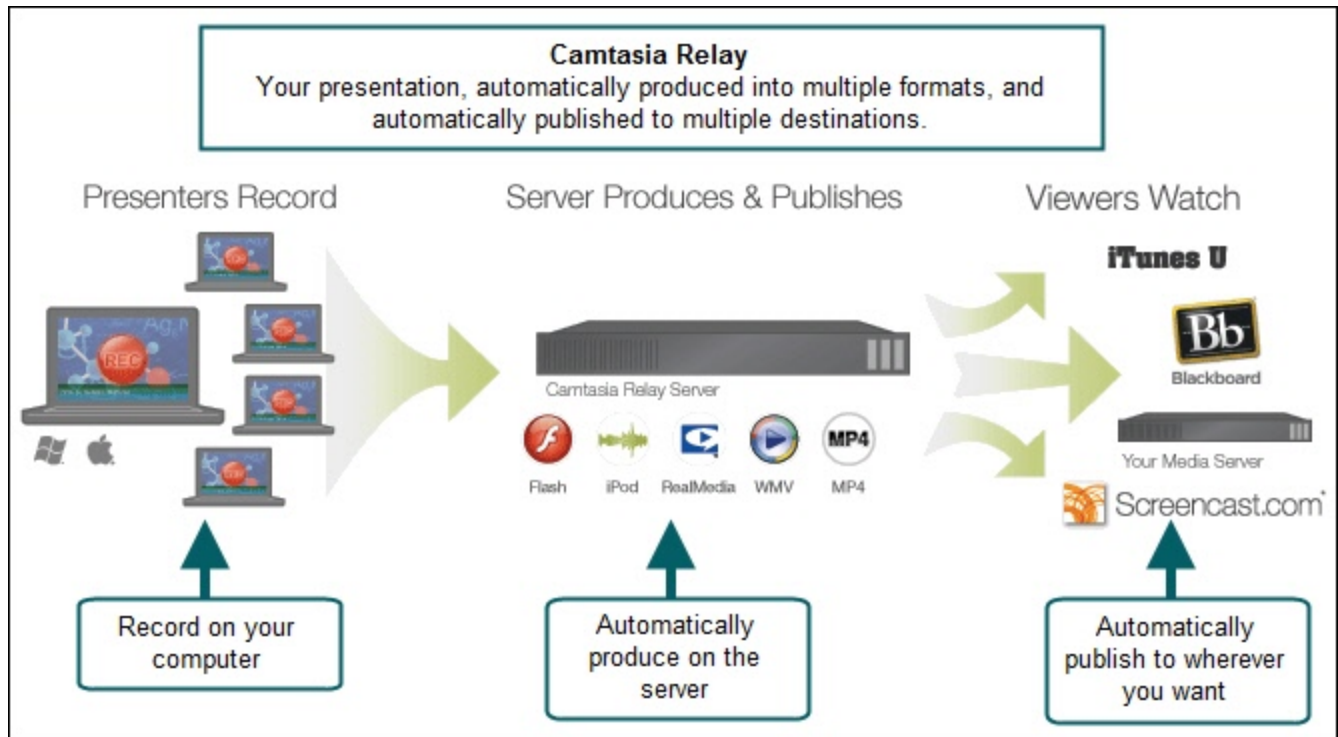 Camtasia Relay
Your presentation, automatically produced into multiple formats, and
automatically published to multiple destinations.
Presenters Record
Server Produces & Publishes
Viewers Watch
REC
iTunes U
Bb
Blackboard
Camtasia Relay Server
Your Media Server
MP4
Flash
iPod
RealMedia
WMV
MP4
Screencast.com*
Record on your
computer
Automatically
produce on the
server
Automatically
publish to wherever
you want